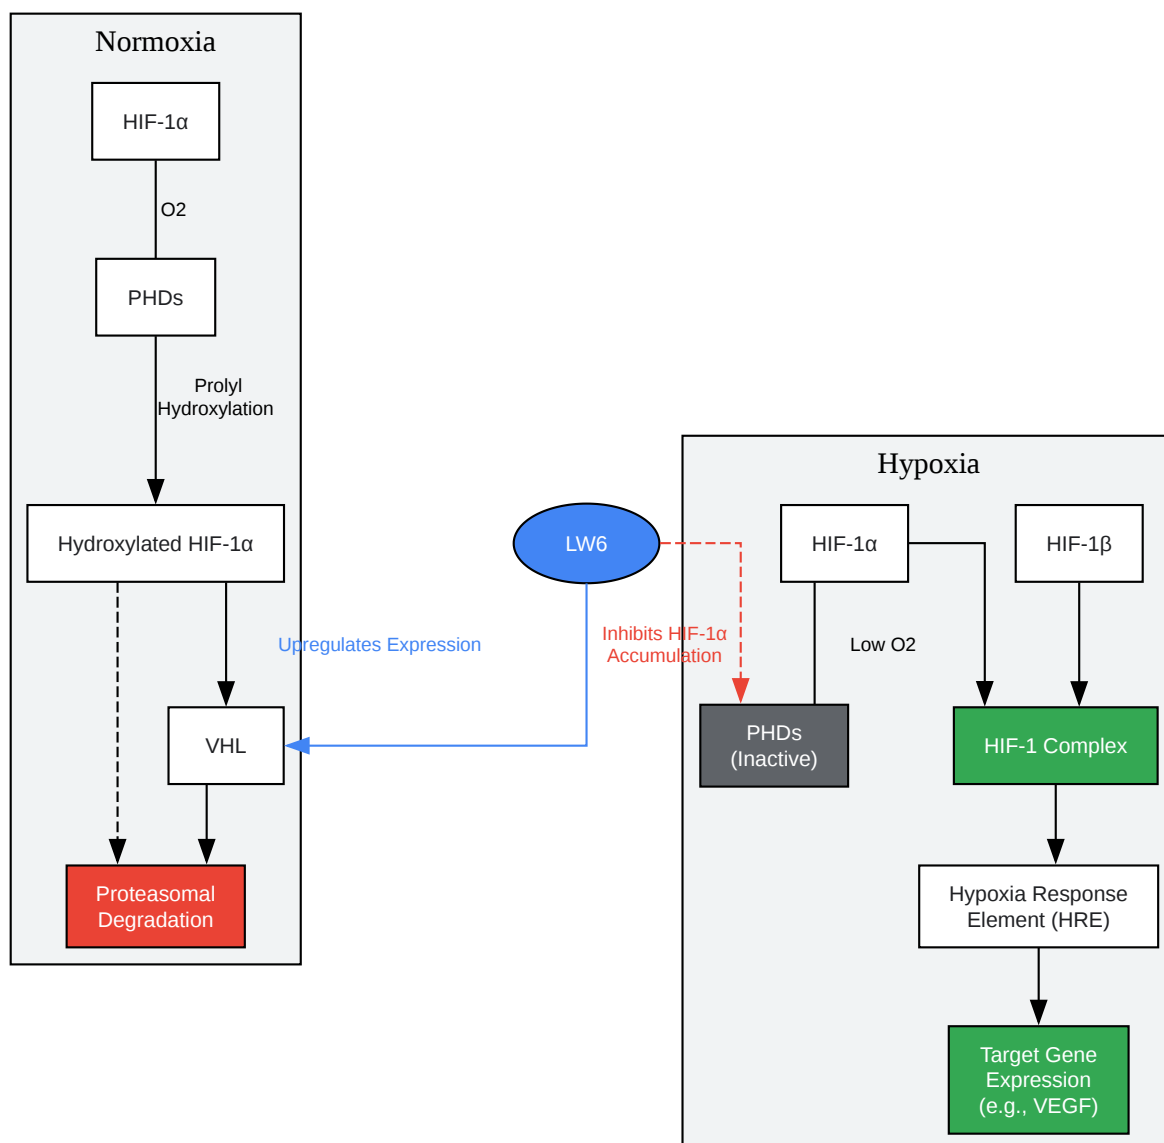 Normoxia
HIF-1α
O2
PHDs
Prolyl
Hydroxylation
Hydroxylated HIF-1α
Upregulates Expression
VHL
Proteasomal
Degradation
LW6
Inhibits HIF-1α
Accumulation
Hypoxia
HIF-1α
HIF-1β
Low O2
PHDs
(Inactive)
HIF-1 Complex
Hypoxia Response
Element (HRE)
Target Gene
Expression
(e.g., VEGF)